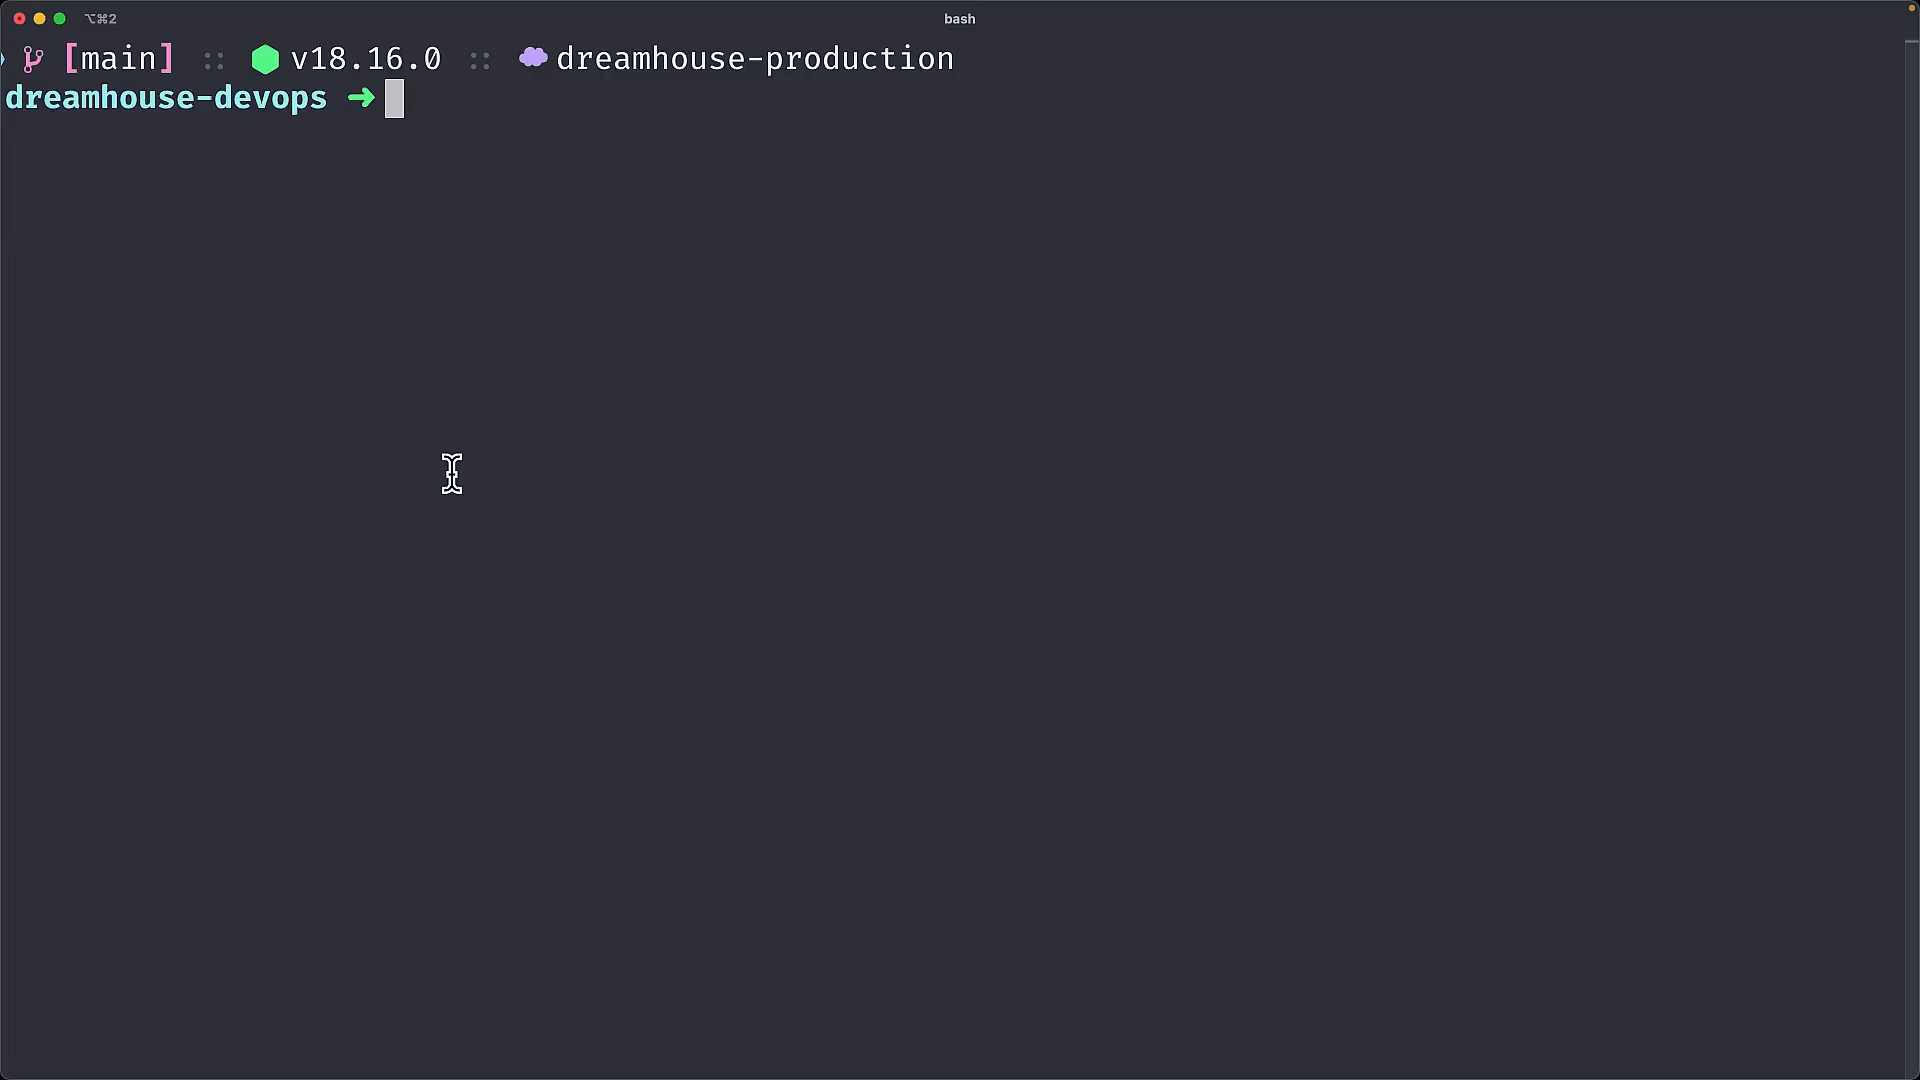 ⌥⌘2
bash
[main] :: v18.16.0 :: dreamhouse-production
dreamhouse-devops ➜